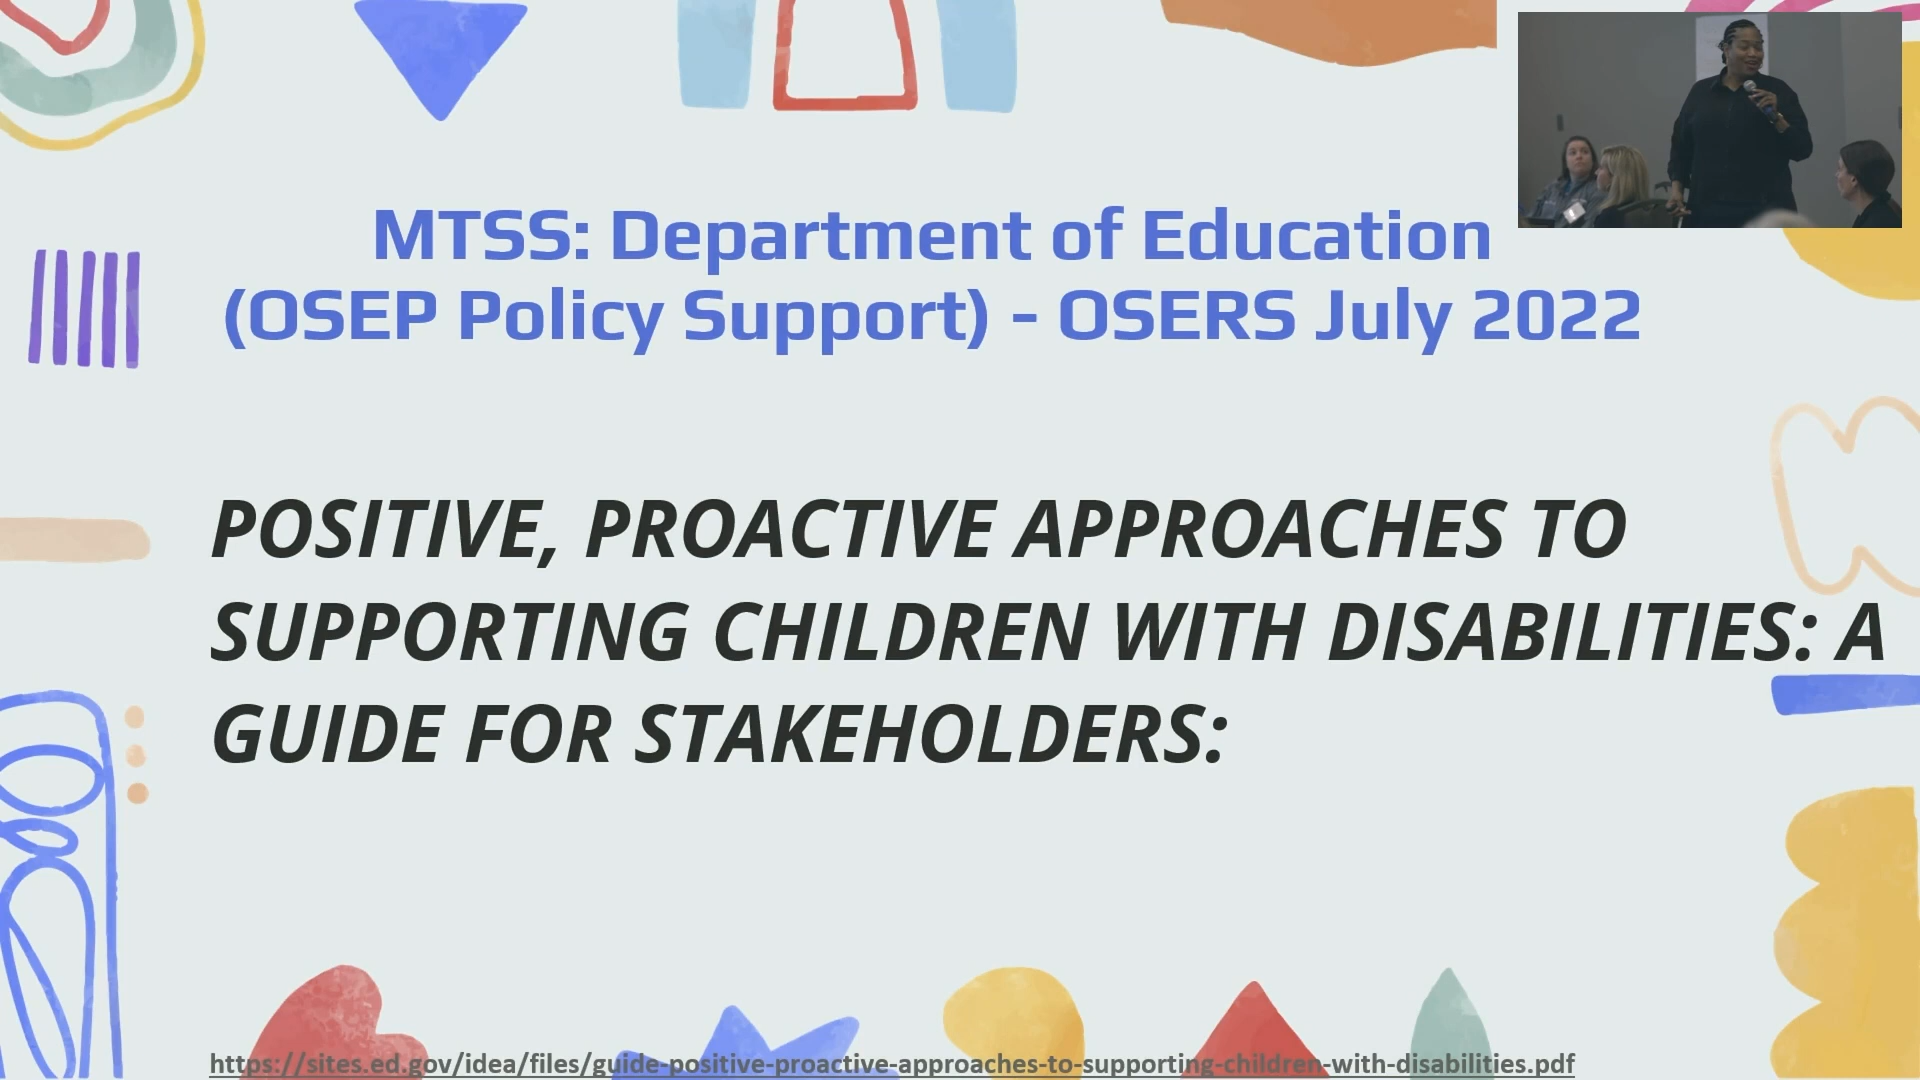 MTSS: Department of Education
(OSEP Policy Support) - OSERS July 2022
POSITIVE, PROACTIVE APPROACHES TO
SUPPORTING CHILDREN WITH DISABILITIES: A
GUIDE FOR STAKEHOLDERS:
https://sites.ed.gov/idea/files/guide-positive-proactive-approaches-to-supporting-children-with-disabilities.pdf